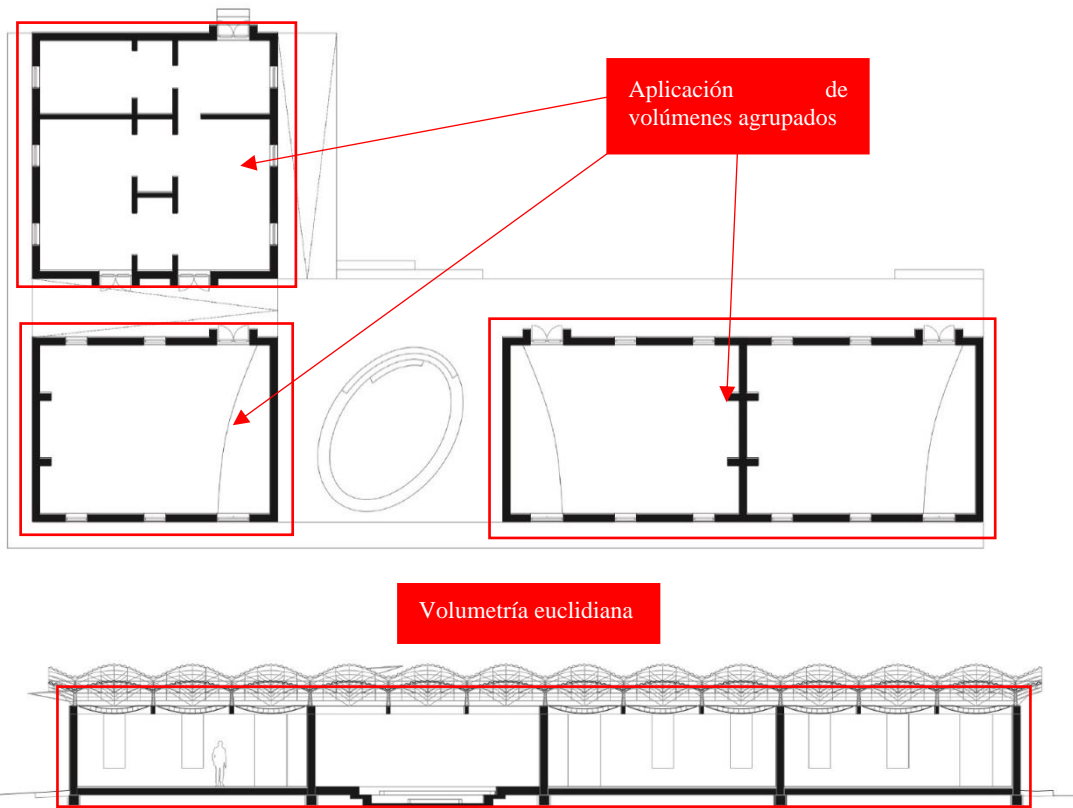 Aplicación de
volúmenes agrupados
Volumetría euclidiana